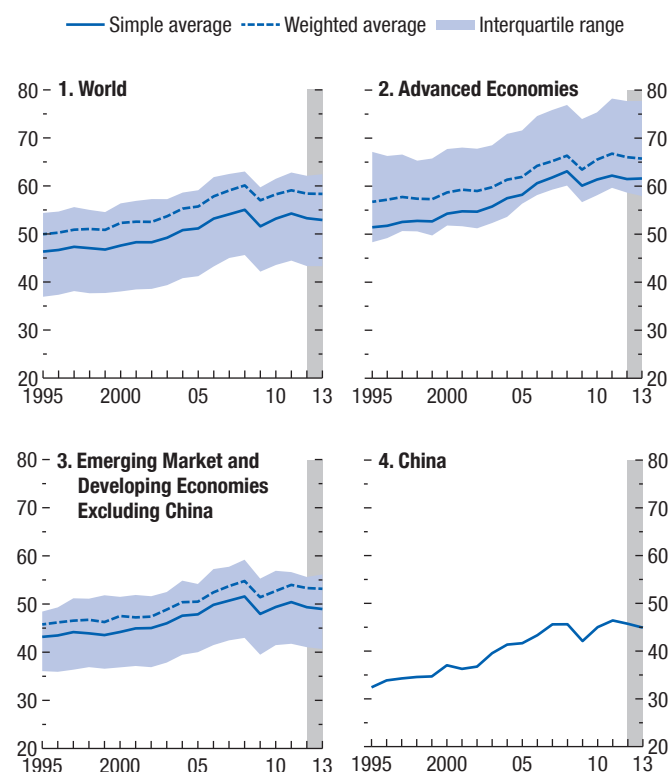 Simple average Weighted average Interquartile range
80 1. World
70
60
50
40
30
20
1995 2000 05 10 13
2. Advanced Economies 80
70
60
50
40
30
20
1995 2000 05 10 13
80 3. Emerging Market and
Developing Economies
70
Excluding China
60
50
40
30
20
1995 2000 05 10 13
4. China 80
70
60
50
40
30
20
1995 2000 05 10 13